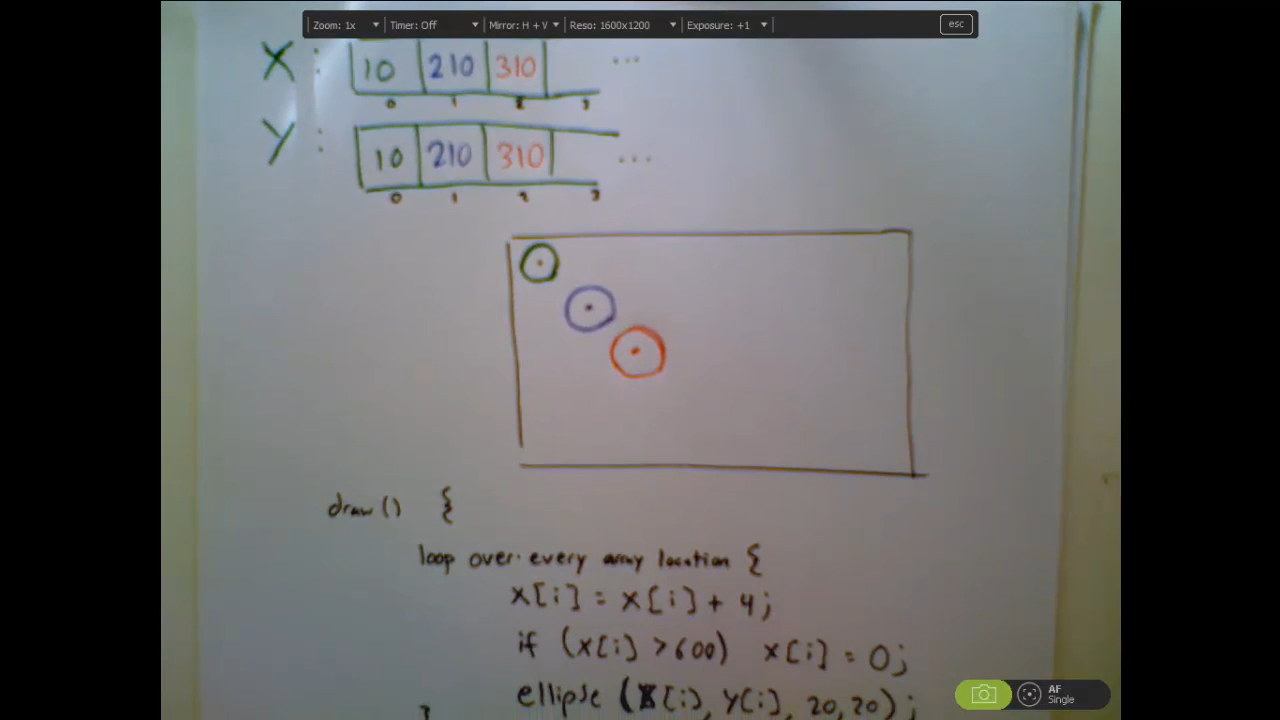 Zoom: 1x Timer: Off Mirror: H + V Reso: 1600x1200 Exposure: +1 esc
X : 10 210 310 ...
0 1 2 3
Y : 10 210 310 ...
0 1 2 3
draw() {
loop over every array location {
x[i] = x[i] + 4;
if (x[i] > 600) x[i] = 0;
ellipse (X[i], Y[i], 20, 20) ;
}
AF
Single